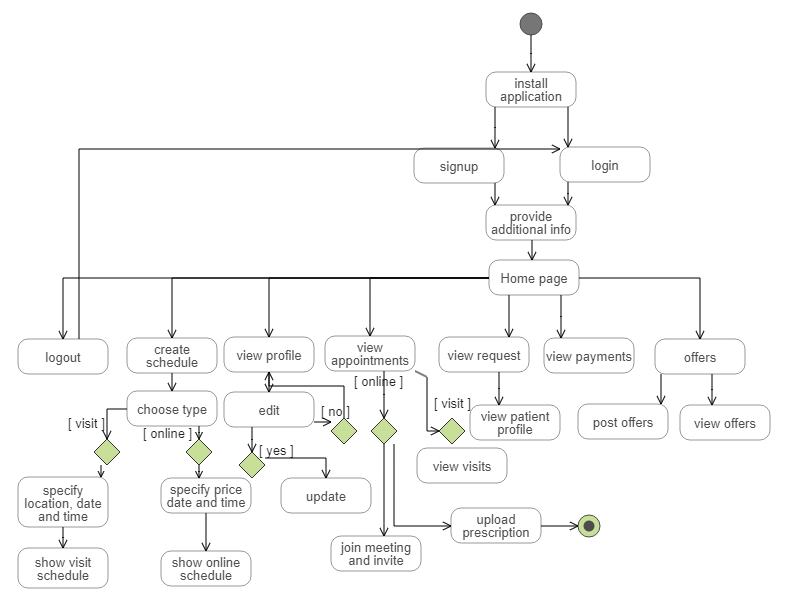 install
application
signup
login
provide
additional info
Home page
logout
create
schedule
view profile
view
appointments
view request
view payments
offers
[ online ]
choose type
edit
[ no ]
[ visit ]
view patient
profile
post offers
view offers
[ visit ]
[ online ]
[ yes ]
view visits
specify
location, date
and time
specify price
date and time
update
upload
prescription
join meeting
and invite
show visit
schedule
show online
schedule